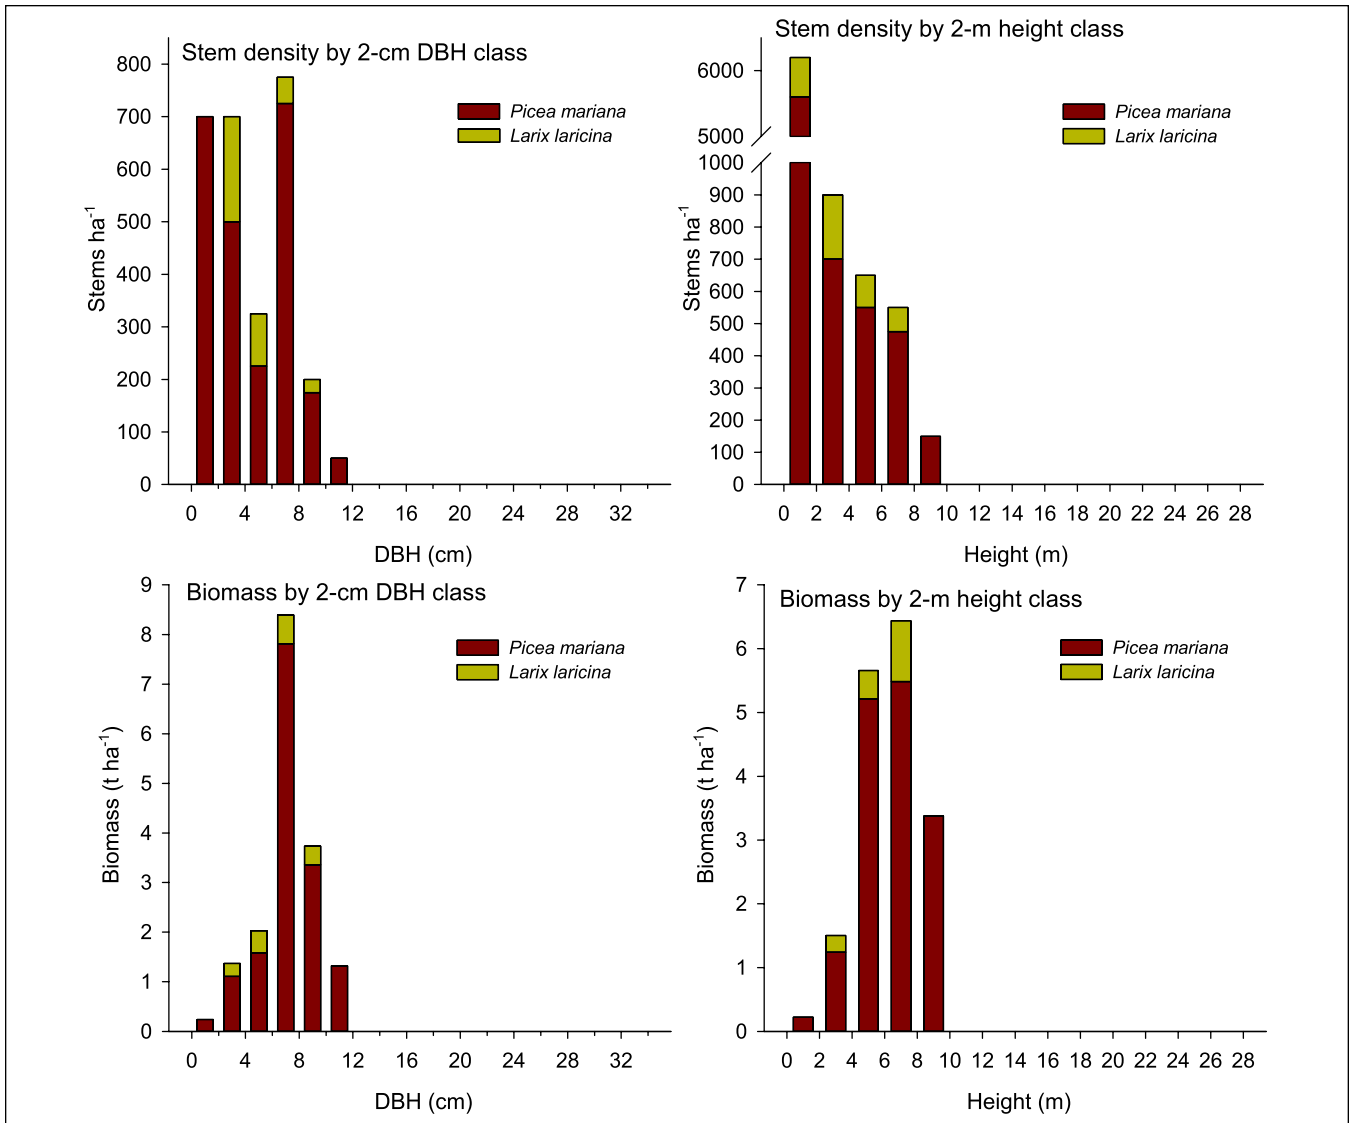 Stem density by 2-cm DBH class
800
700
600
500
400
300
200
100
0
Stems ha-1
Picea mariana
Larix laricina
0 4 8 12 16 20 24 28 32
DBH (cm)
Stem density by 2-m height class
6000
5000
1000
900
800
700
600
500
400
300
200
100
0
Stems ha-1
Picea mariana
Larix laricina
0 2 4 6 8 10 12 14 16 18 20 22 24 26 28
Height (m)
Biomass by 2-cm DBH class
9
8
7
6
5
4
3
2
1
0
Biomass (t ha-1)
Picea mariana
Larix laricina
0 4 8 12 16 20 24 28 32
DBH (cm)
Biomass by 2-m height class
7
6
5
4
3
2
1
0
Biomass (t ha-1)
Picea mariana
Larix laricina
0 2 4 6 8 10 12 14 16 18 20 22 24 26 28
Height (m)